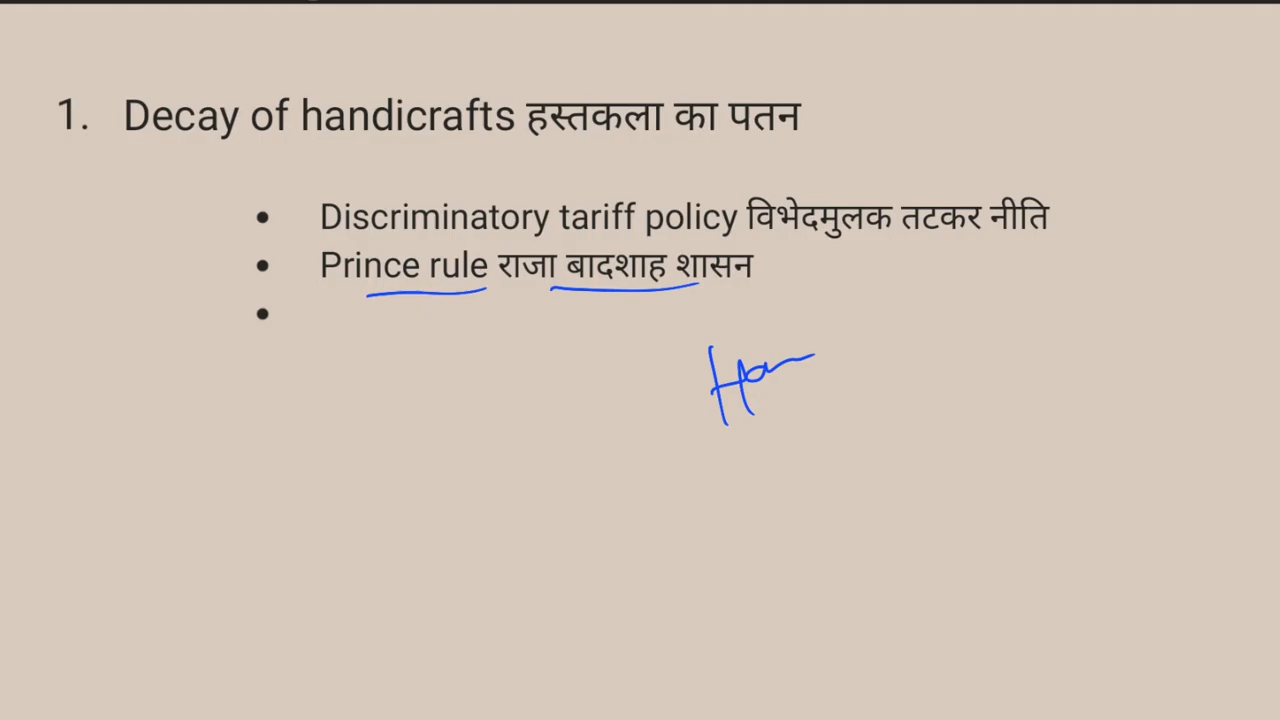 1. Decay of handicrafts हस्तकला का पतन
• Discriminatory tariff policy विभेदमुलक तटकर नीति
• Prince rule राजा बादशाह शासन
•